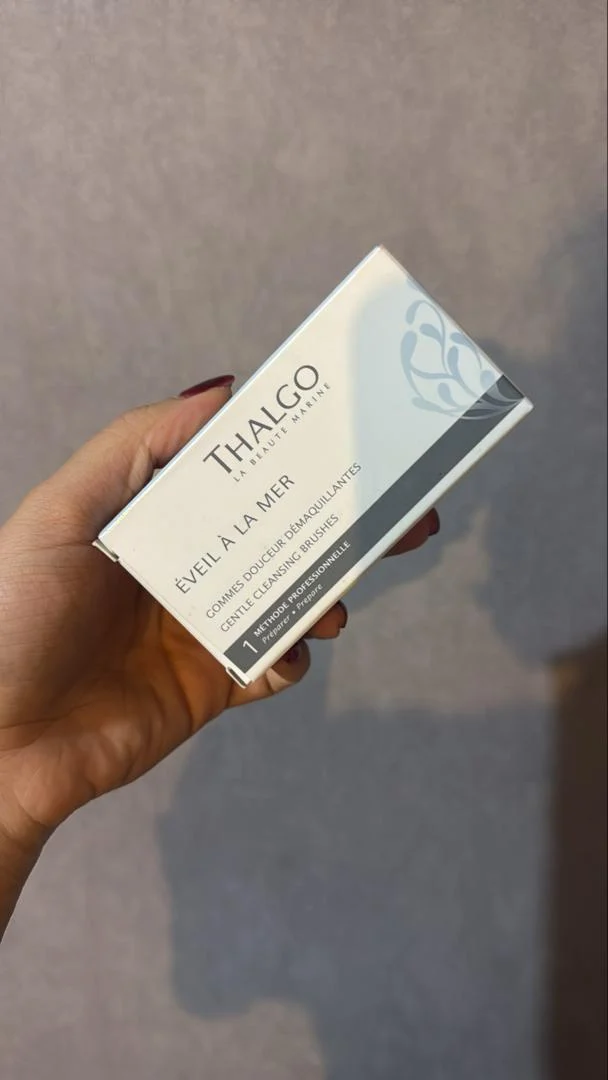 THALGO
LA BEAUTÉ MARINE
ÉVEIL À LA MER
GOMMES DOUCEUR DÉMAQUILLANTES
GENTLE CLEANSING BRUSHES
1 MÉTHODE PROFESSIONNELLE
Préparer • Prepare